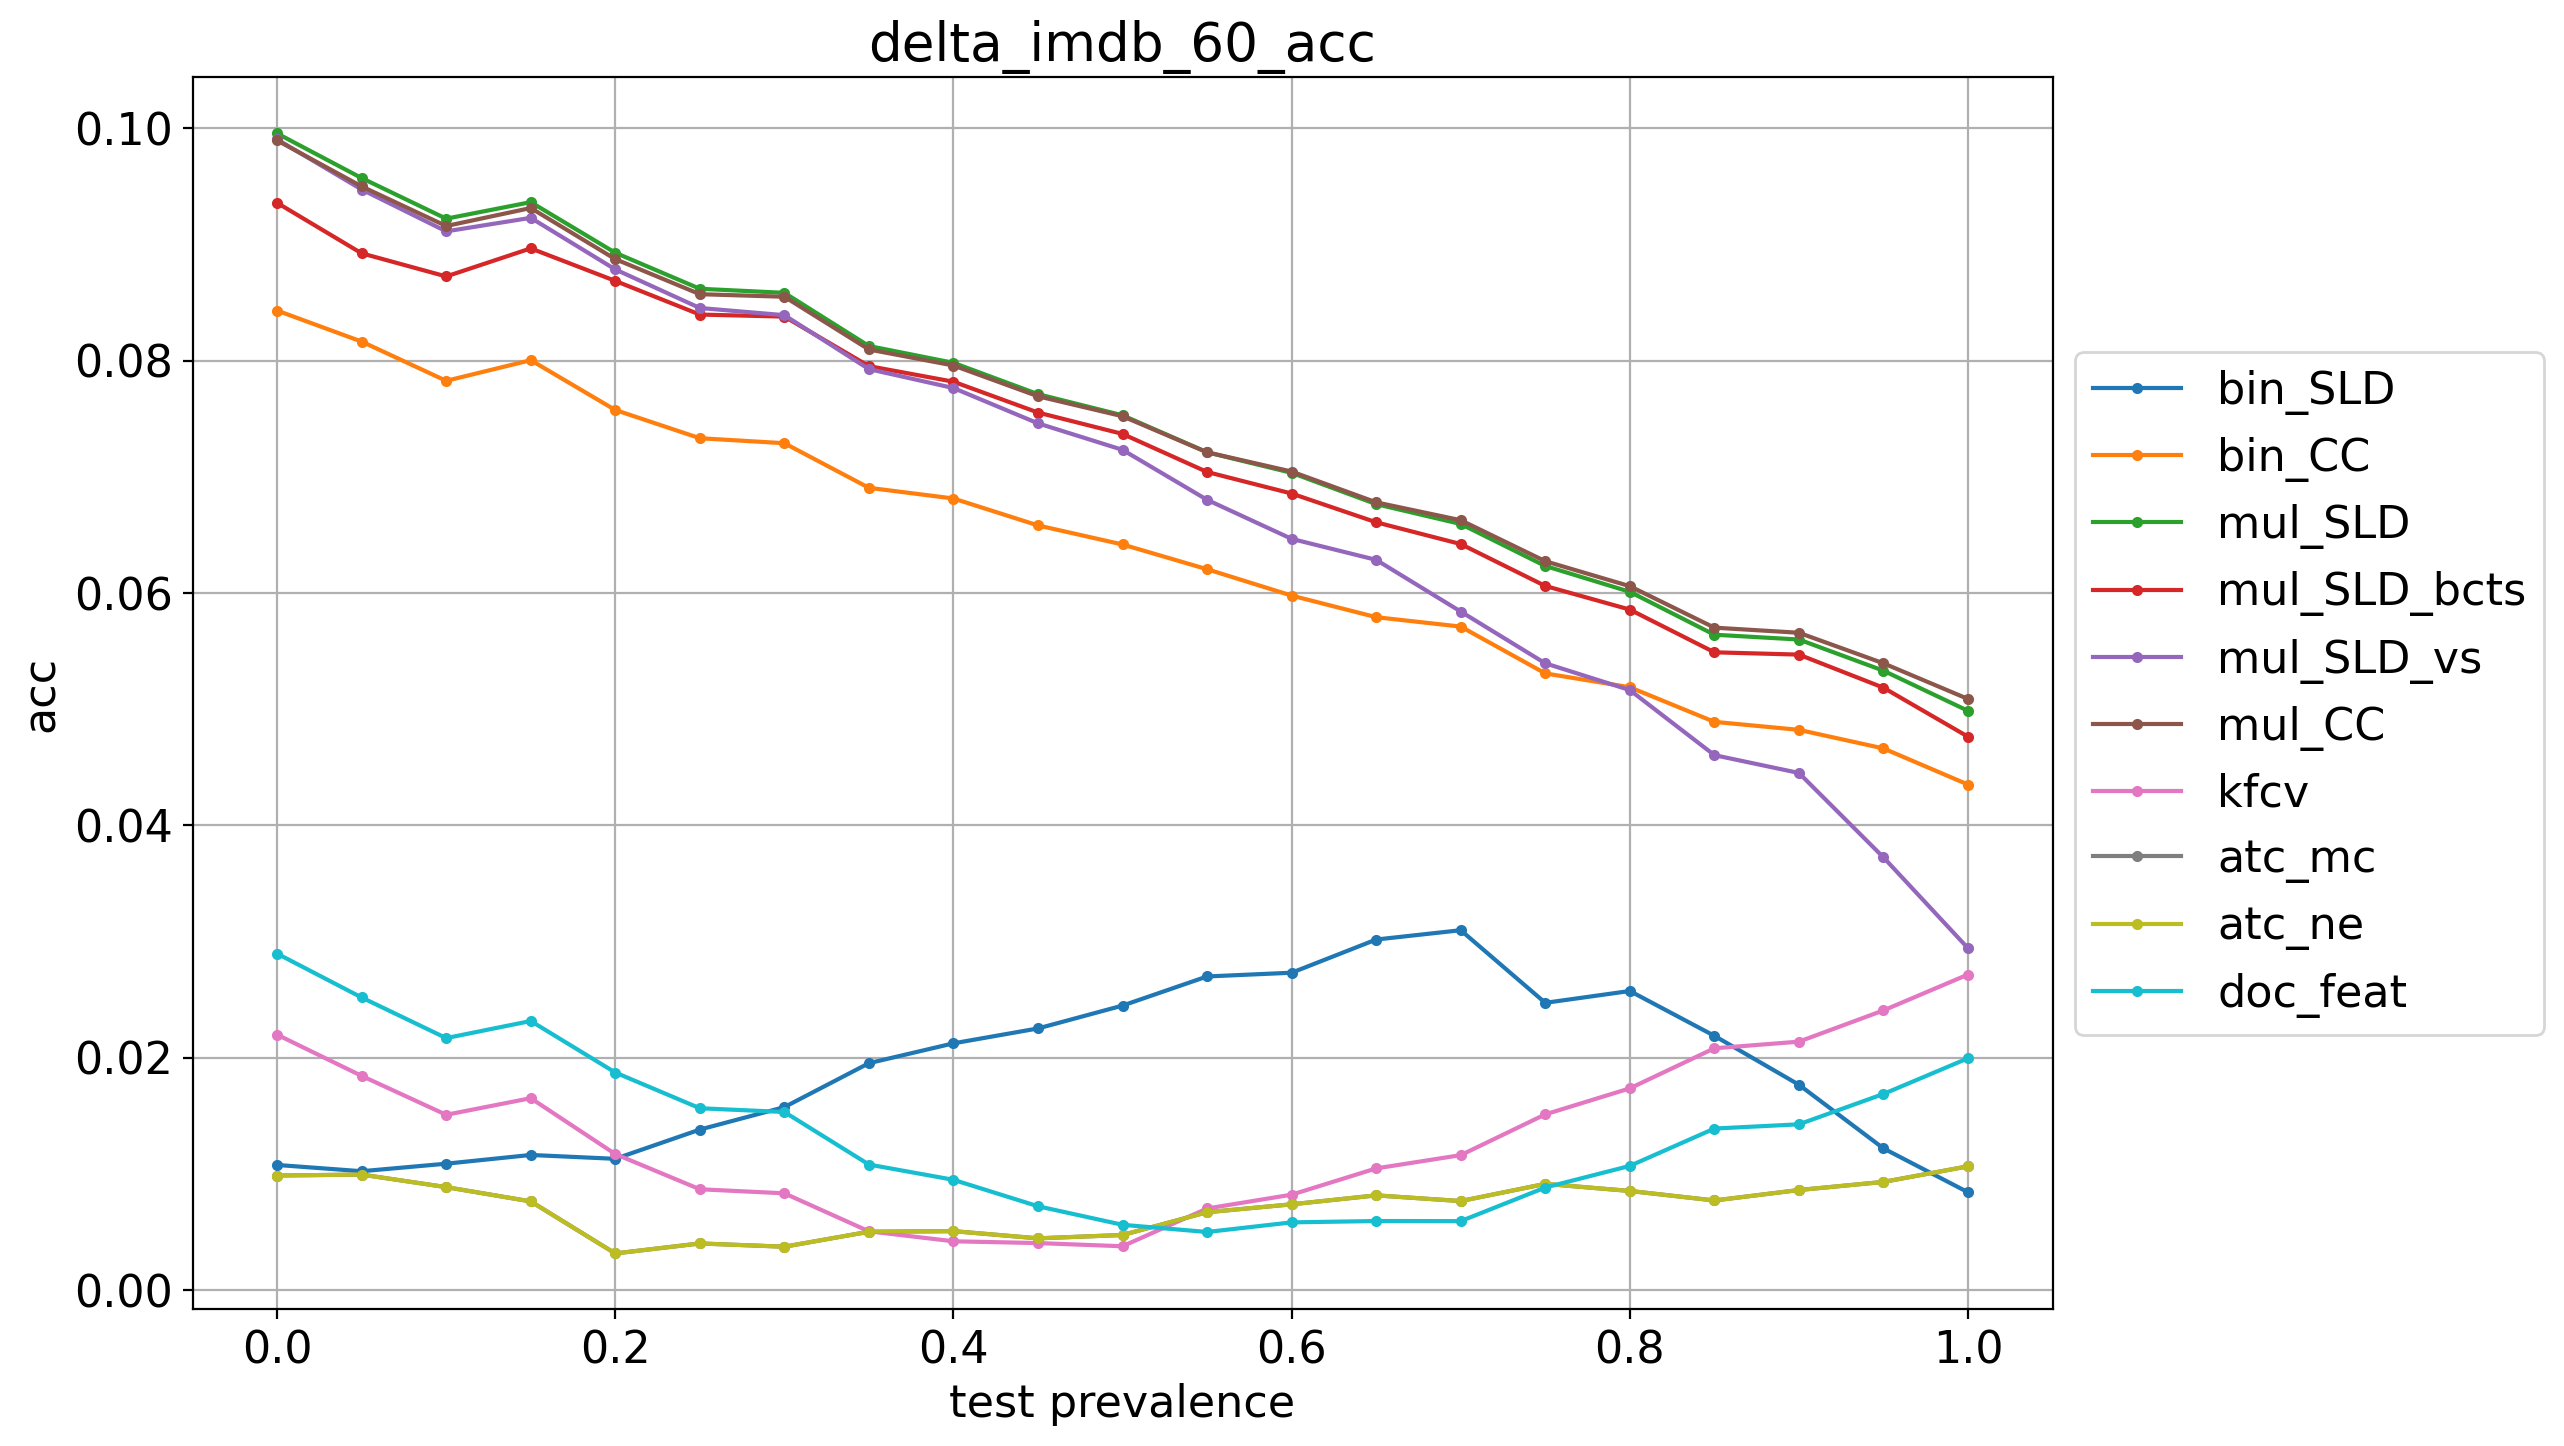 delta_imdb_60_acc
acc
0.10
0.08
0.06
0.04
0.02
0.00
0.0 0.2 0.4 0.6 0.8 1.0
test prevalence
bin_SLD
bin_CC
mul_SLD
mul_SLD_bcts
mul_SLD_vs
mul_CC
kfcv
atc_mc
atc_ne
doc_feat